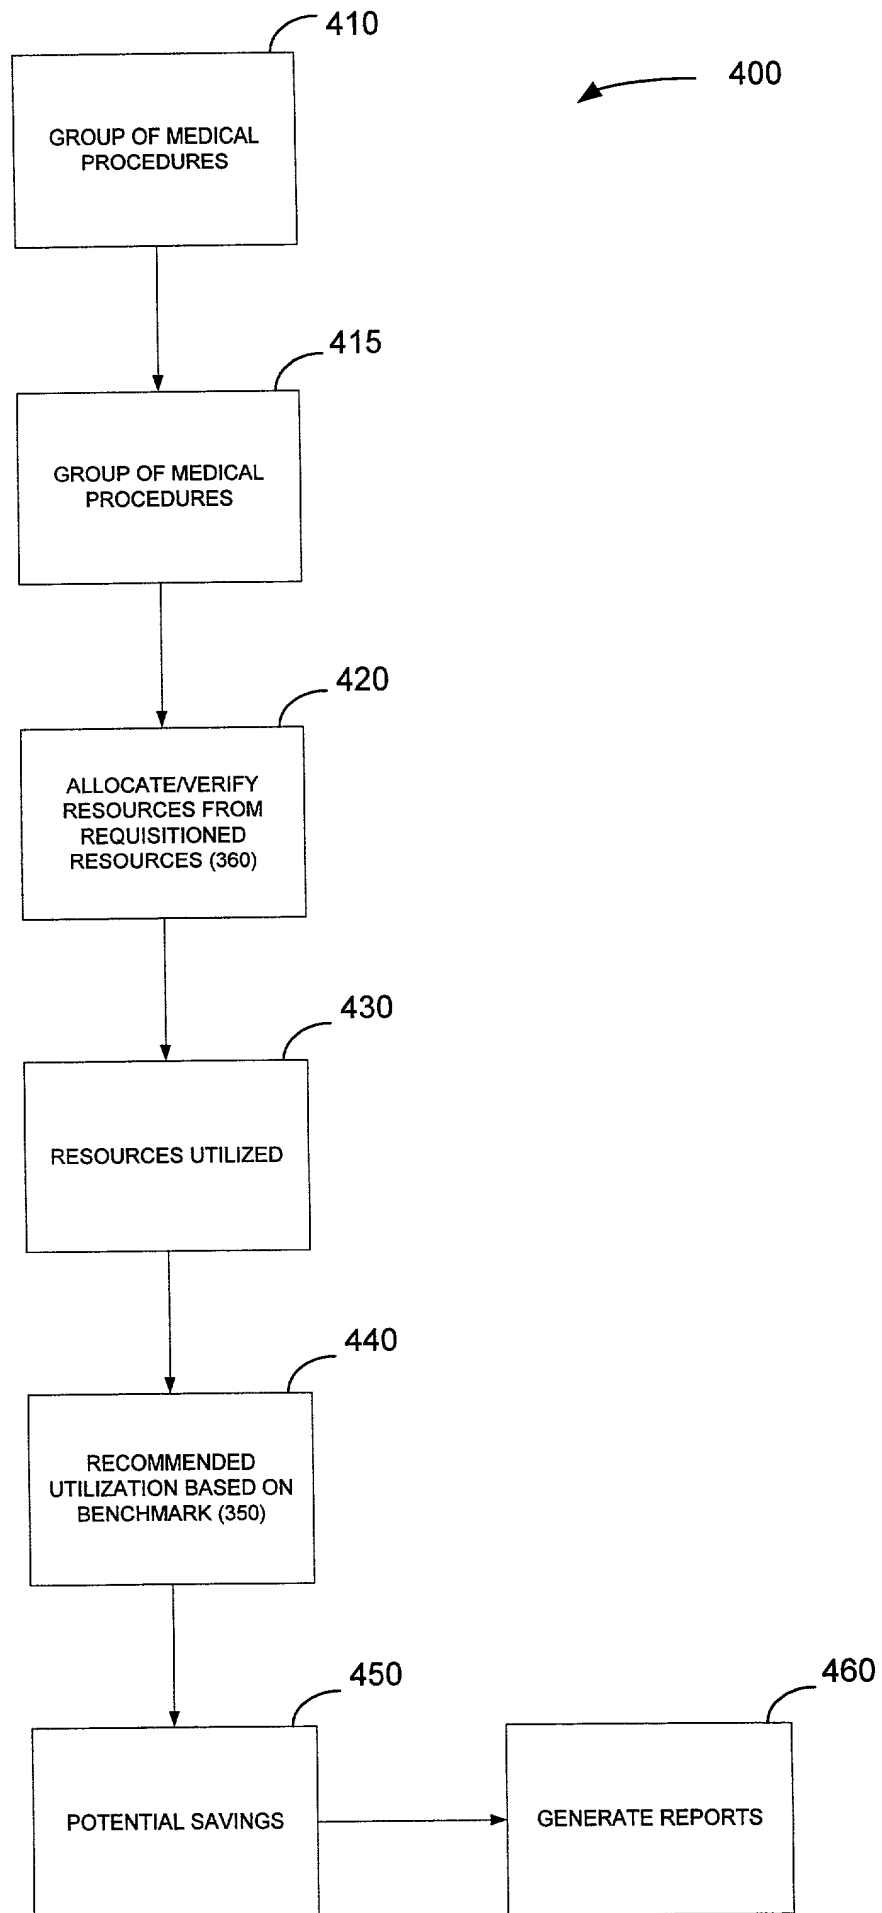 410
400
GROUP OF MEDICAL
PROCEDURES
415
GROUP OF MEDICAL
PROCEDURES
420
ALLOCATE/VERIFY
RESOURCES FROM
REQUISITIONED
RESOURCES (360)
430
RESOURCES UTILIZED
440
RECOMMENDED
UTILIZATION BASED ON
BENCHMARK (350)
450
460
POTENTIAL SAVINGS
GENERATE REPORTS